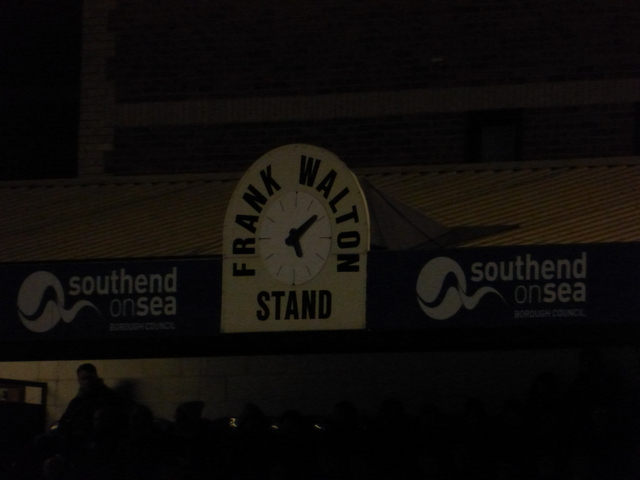 FRANK WALTON
STAND
southend
onsea
BOROUGH COUNCIL
southend
onsea
BOROUGH COUNCIL